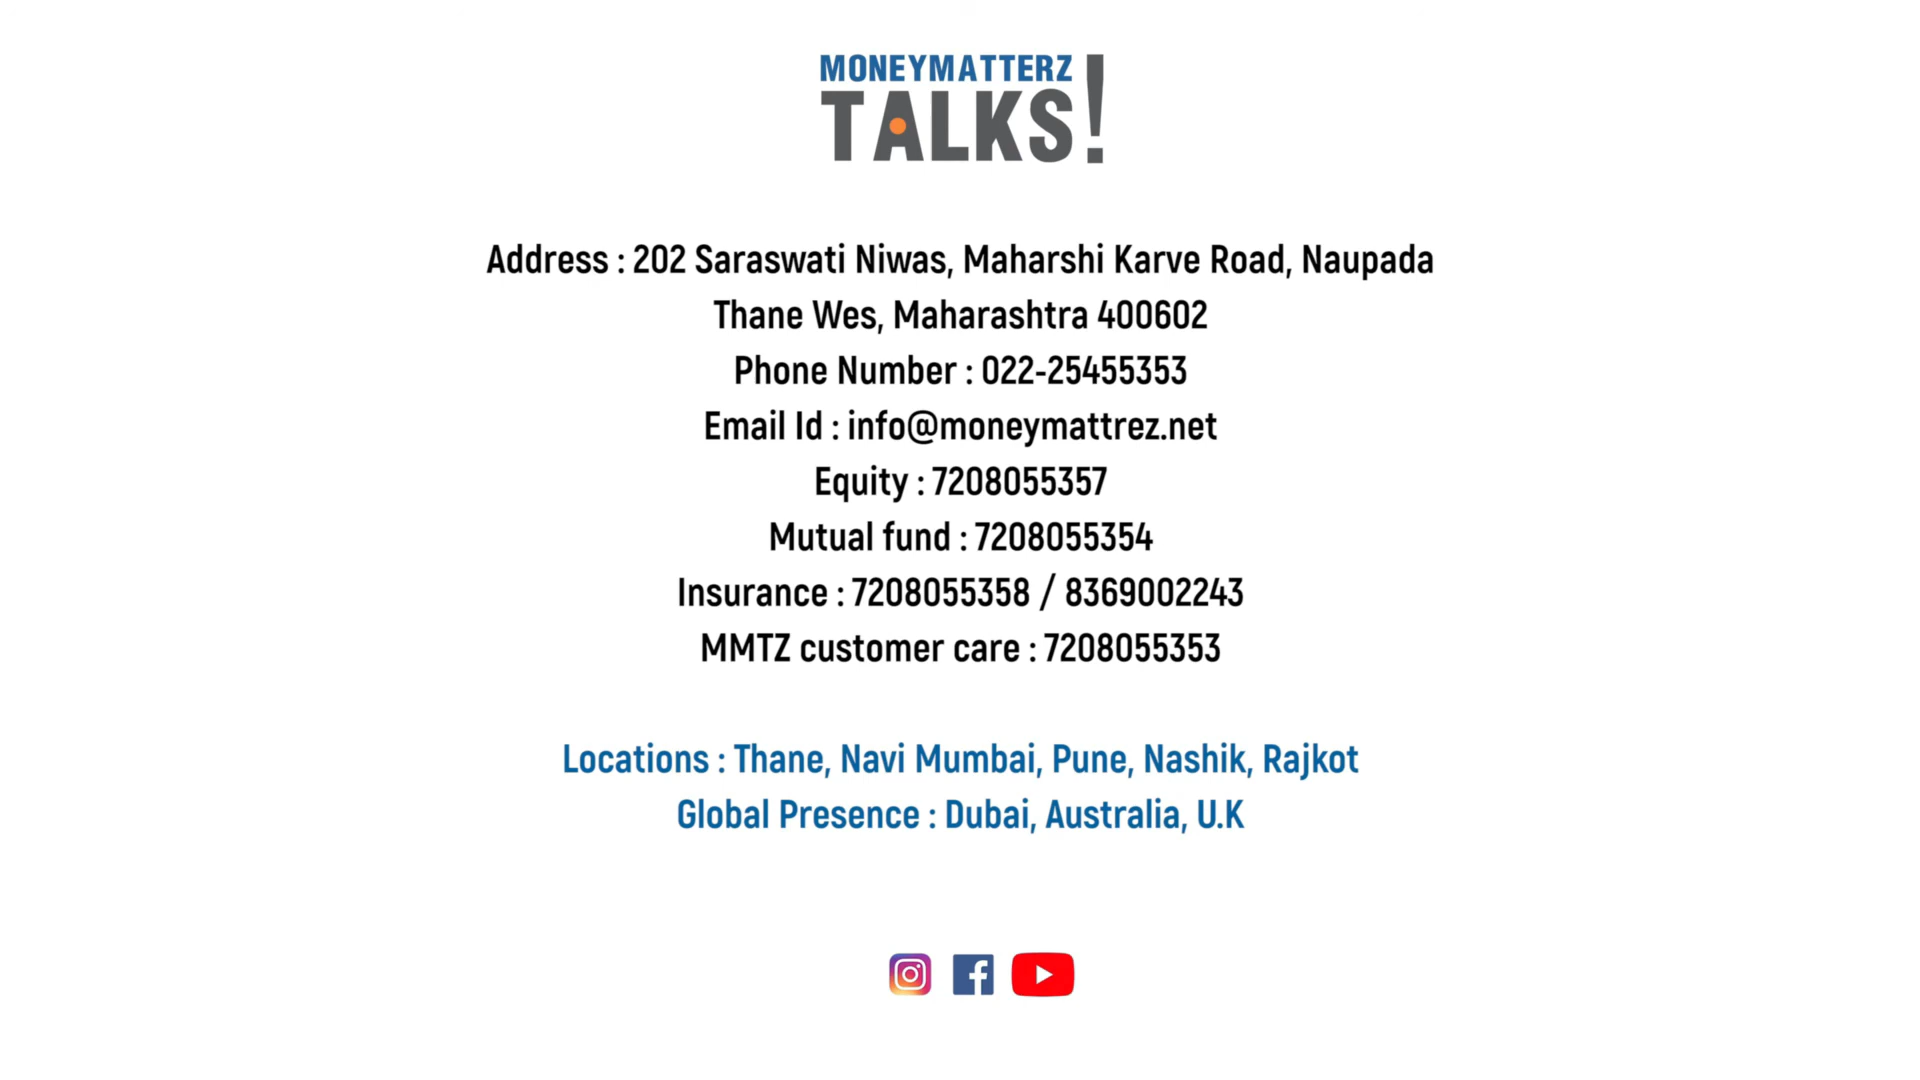 MONEYMATTERZ
TALKS!
Address : 202 Saraswati Niwas, Maharshi Karve Road, Naupada
Thane Wes, Maharashtra 400602
Phone Number : 022-25455353
Email Id : info@moneymattrez.net
Equity : 7208055357
Mutual fund : 7208055354
Insurance : 7208055358 / 8369002243
MMTZ customer care : 7208055353
Locations : Thane, Navi Mumbai, Pune, Nashik, Rajkot
Global Presence : Dubai, Australia, U.K